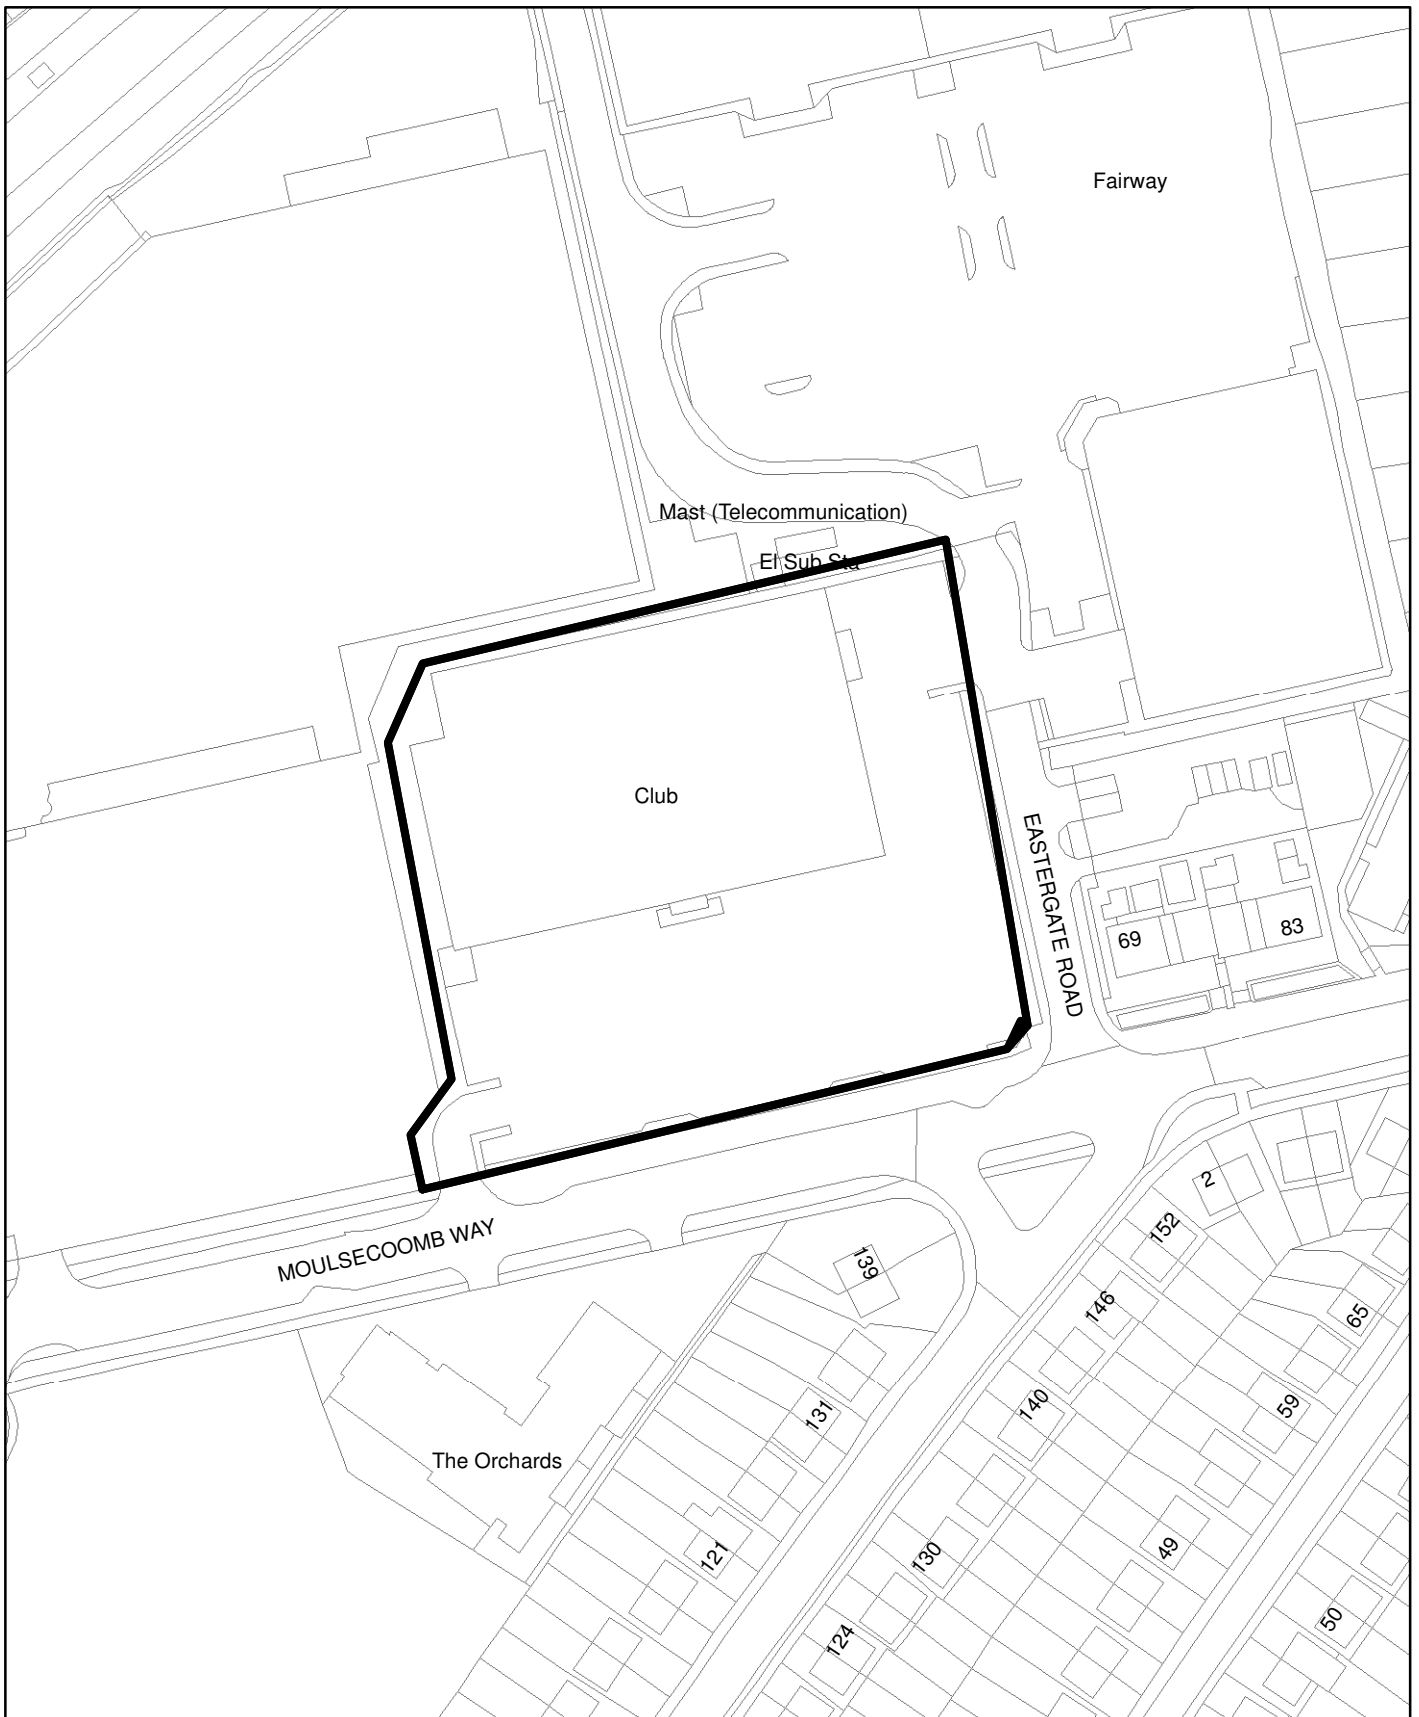 Fairway
Mast (Telecommunication)
El Sub Sta
Club
EASTERGATE ROAD
69
83
2
152
139
MOULSECOOMB WAY
146
65
140
59
131
The Orchards
130
49
121
124
50